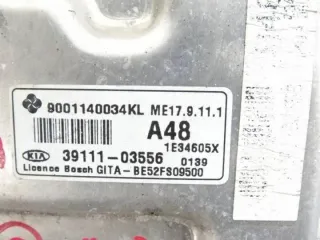 9001140034KL ME17.9.11.1
A48
1E34605X
KIA 39111-03556 0139
Licence Bosch GITA-BE52FS09500